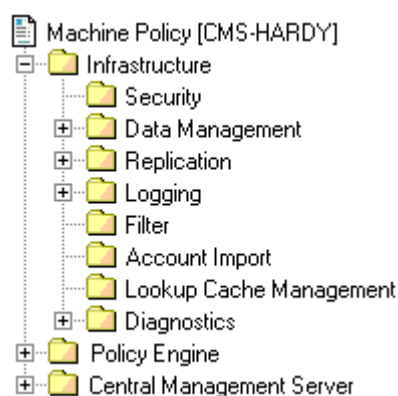 Machine Policy [CMS-HARDY]
Infrastructure
Security
Data Management
Replication
Logging
Filter
Account Import
Lookup Cache Management
Diagnostics
Policy Engine
Central Management Server